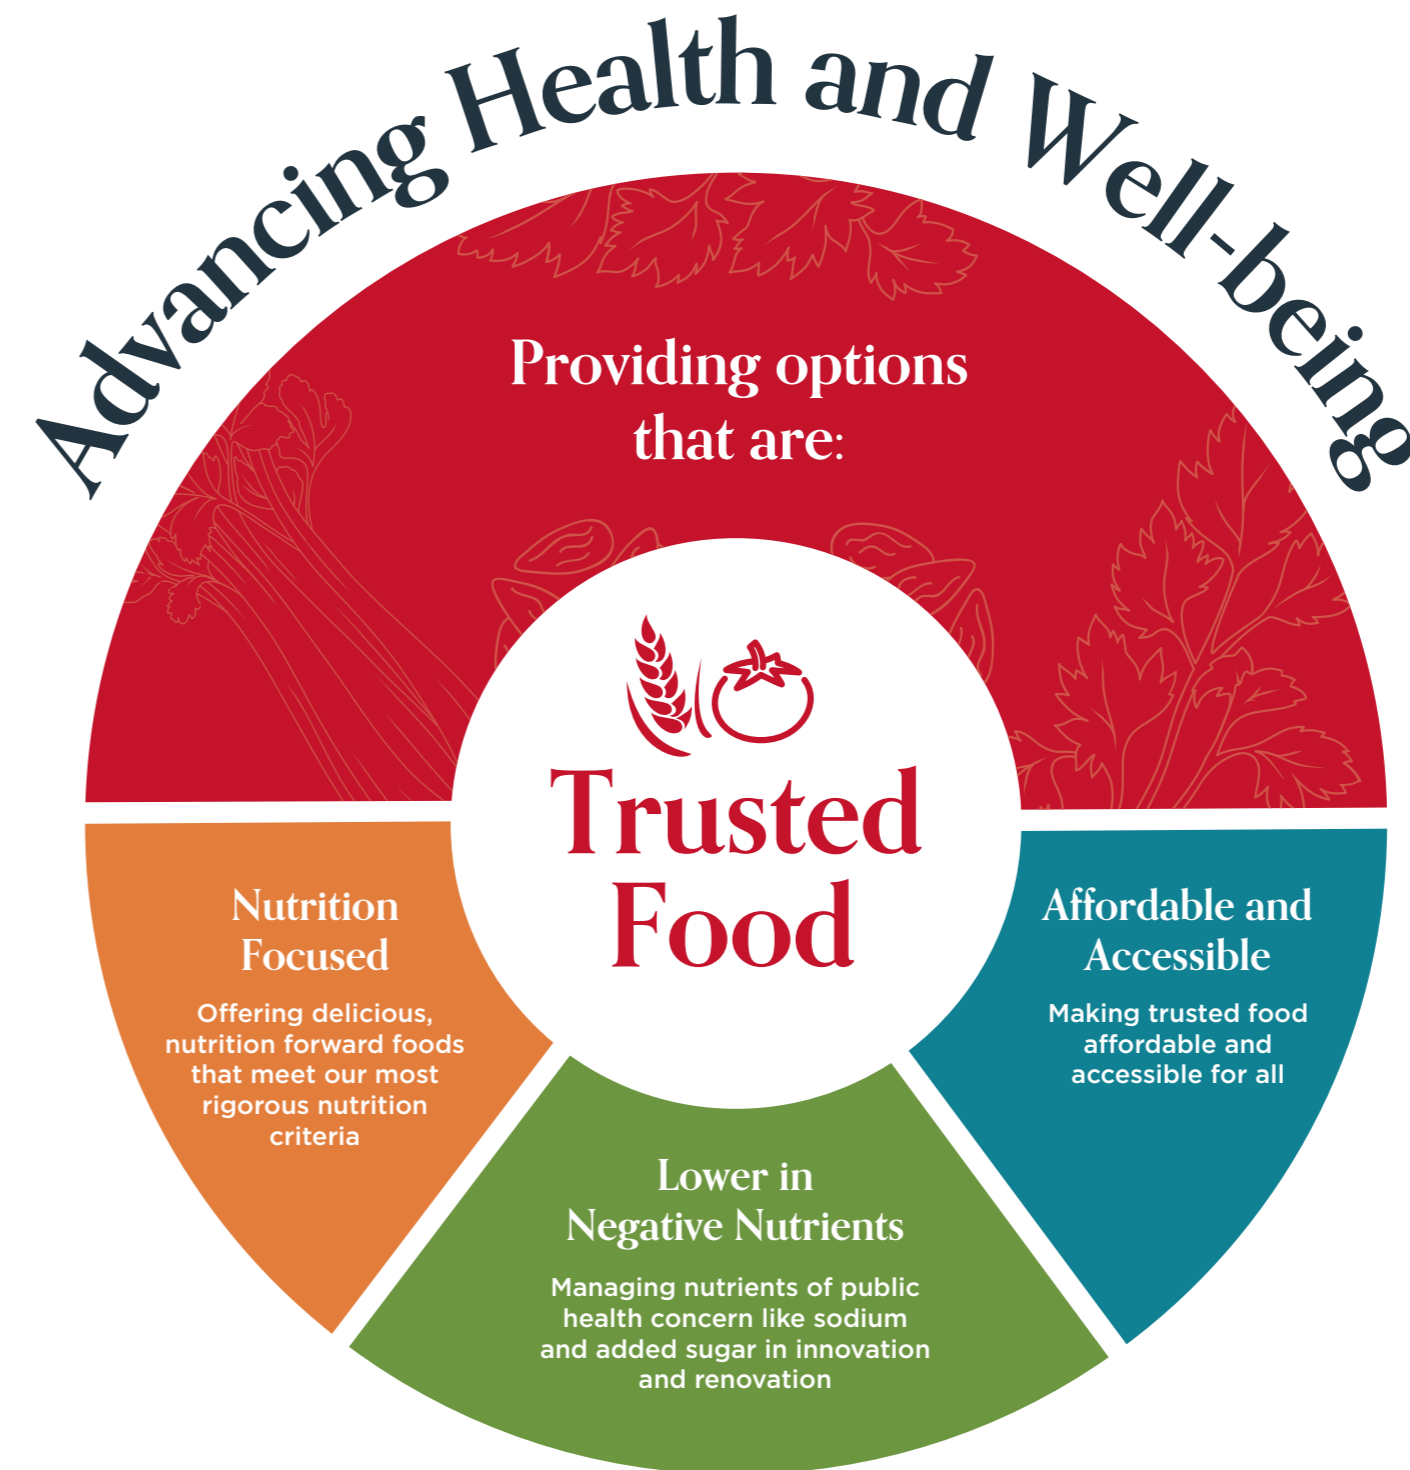 Advancing Health and Well-being
Providing options
that are:
Trusted
Food
Nutrition
Focused
Offering delicious,
nutrition forward foods
that meet our most
rigorous nutrition
criteria
Lower in
Negative Nutrients
Managing nutrients of public
health concern like sodium
and added sugar in innovation
and renovation
Affordable and
Accessible
Making trusted food
affordable and
accessible for all